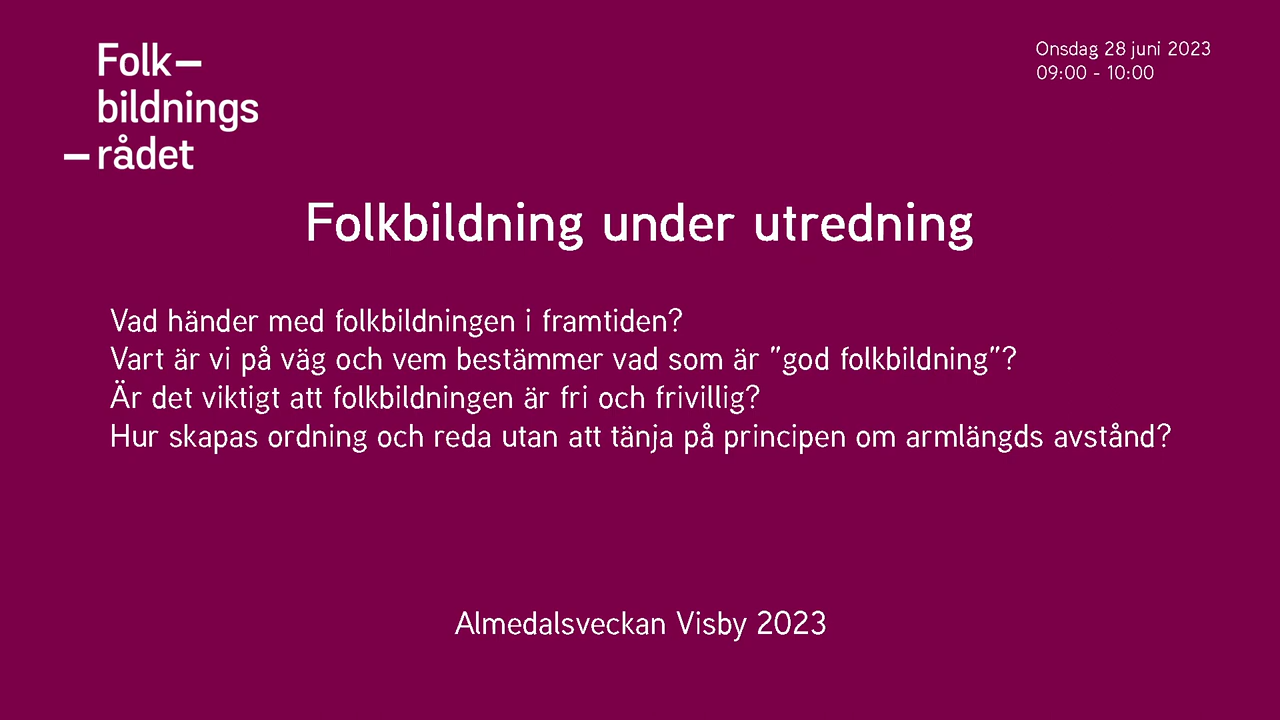 Folk–
bildnings
–rådet
Onsdag 28 juni 2023
09:00 - 10:00
Folkbildning under utredning
Vad händer med folkbildningen i framtiden?
Vart är vi på väg och vem bestämmer vad som är "god folkbildning"?
Är det viktigt att folkbildningen är fri och frivillig?
Hur skapas ordning och reda utan att tänja på principen om armlängds avstånd?
Almedalsveckan Visby 2023